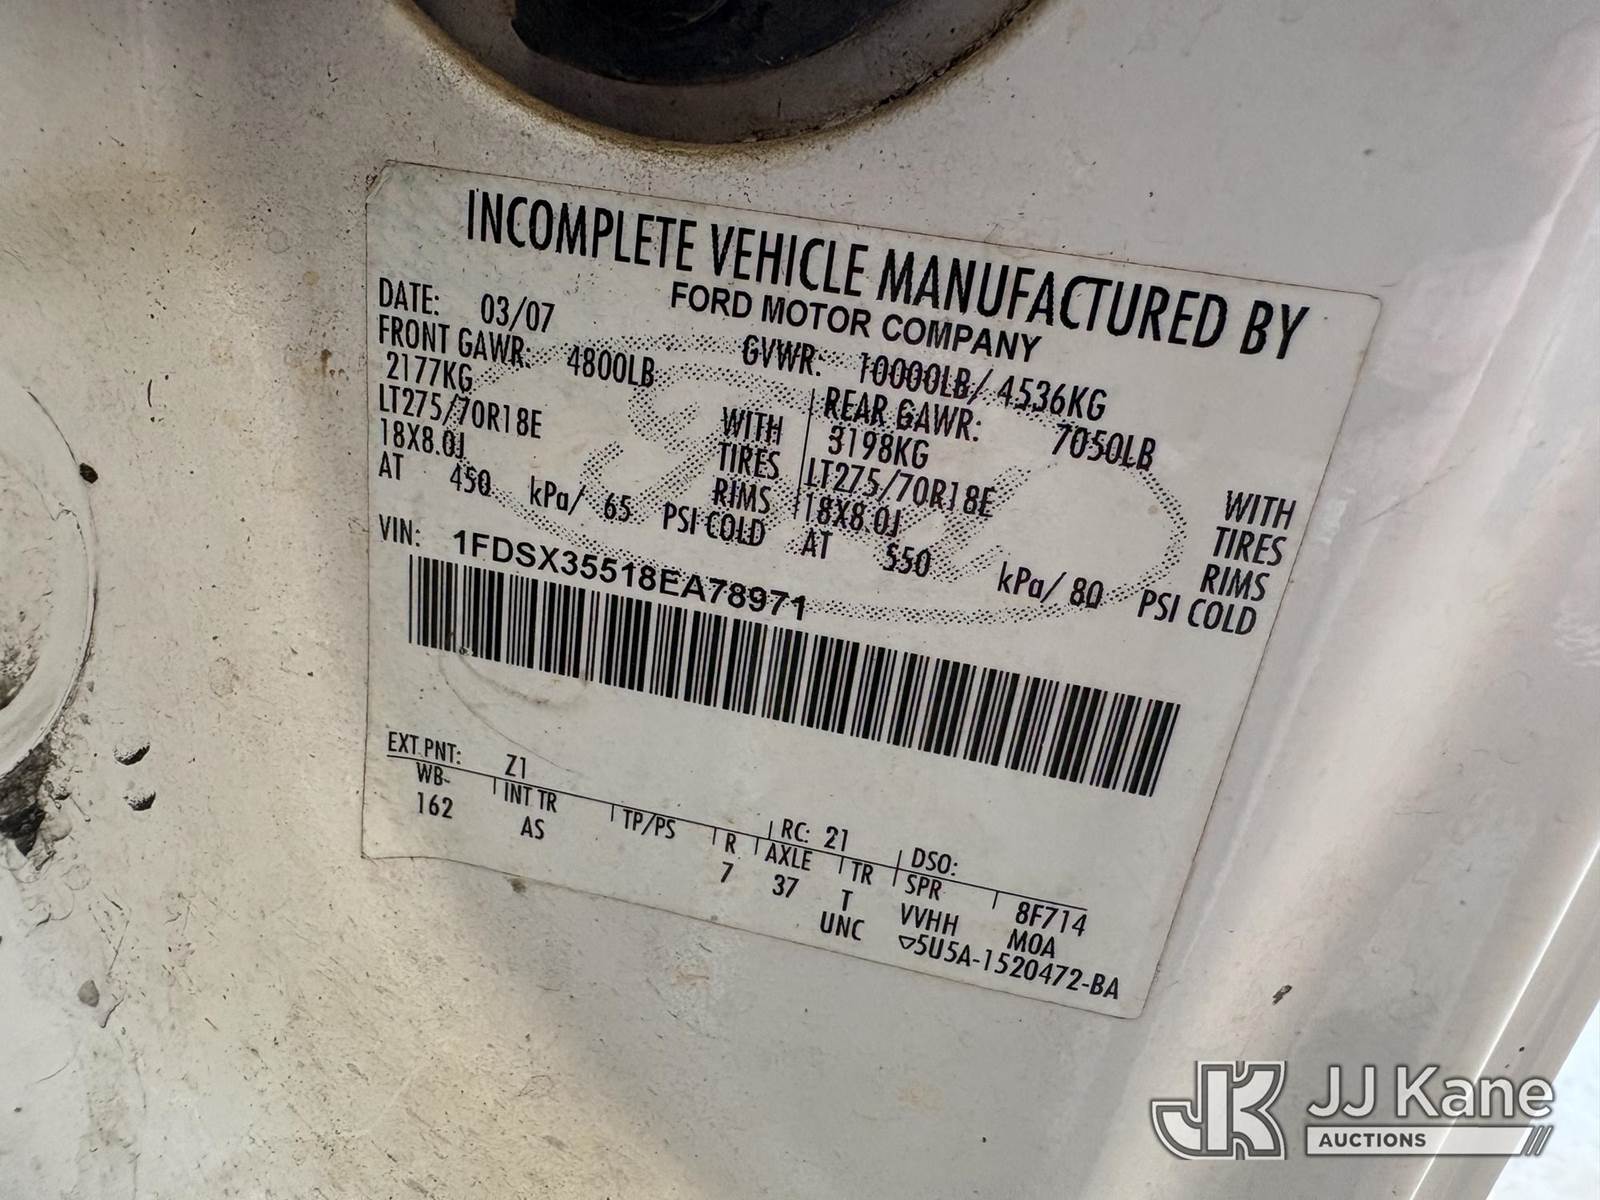 INCOMPLETE VEHICLE MANUFACTURED BY
FORD MOTOR COMPANY
DATE: 03/07 GVWR: 10000LB/ 4536KG
FRONT GAWR: 4800LB REAR GAWR: 7050LB
2177KG WITH 3198KG WITH
LT275/70R18E TIRES LT275/70R18E TIRES
18X8.0J RIMS 18X8.0J RIMS
AT 450 kPa/ 65 PSI COLD AT 550 kPa/ 80 PSI COLD
VIN: 1FDSX35518EA78971
EXT PNT: Z1 RC: 21 DSO:
WB- INT TR TP/PS R AXLE TR SPR 8F714
162 AS 7 37 T VVHH MOA
UNC ▽5U5A-1520472-BA
JK JJ Kane
AUCTIONS